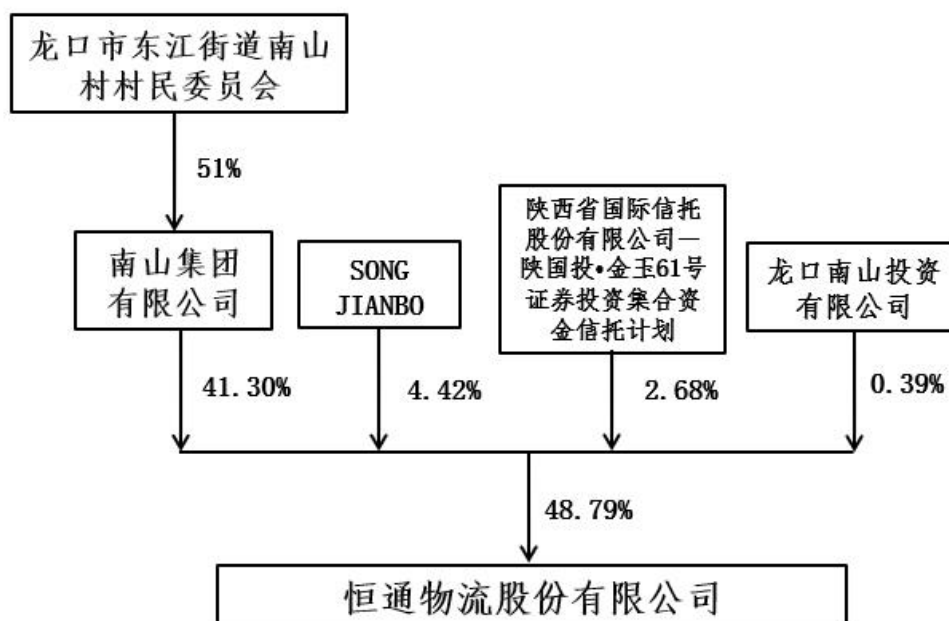 龙口市东江街道南山
村村民委员会
51%
南山集团
有限公司
SONG
JIANBO
陕西省国际信托
股份有限公司—
陕国投•金玉61号
证券投资集合资
金信托计划
龙口南山投资
有限公司
41.30%
4.42%
2.68%
0.39%
48.79%
恒通物流股份有限公司